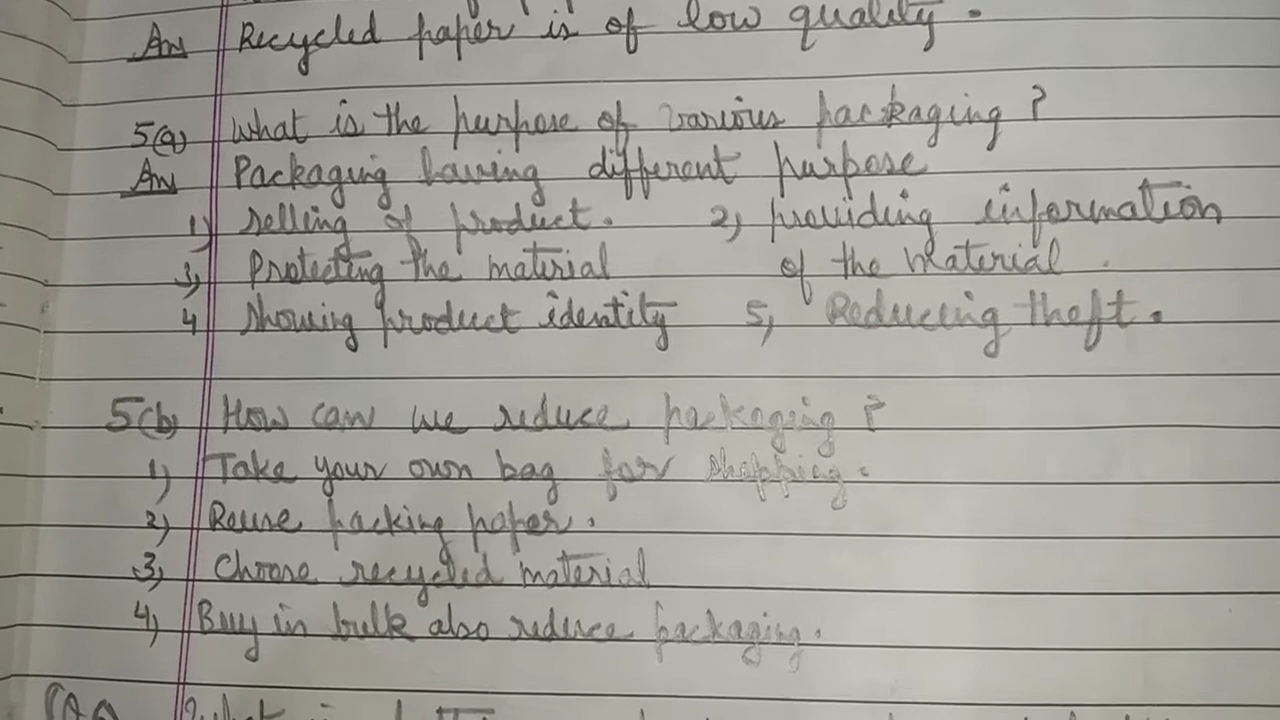 Ans Recycled paper is of low quality.
5(a) What is the purpose of various packaging?
Ans Packaging having different purpose
1) selling of product. 2) providing information
3) Protecting the material of the material.
4 Showing product identity 5) Reducing theft.
5(b) How can we reduce packaging?
1) Take your own bag for shopping.
2) Reuse packing paper.
3) Choose recycled material
4) Buy in bulk also reduce packaging.